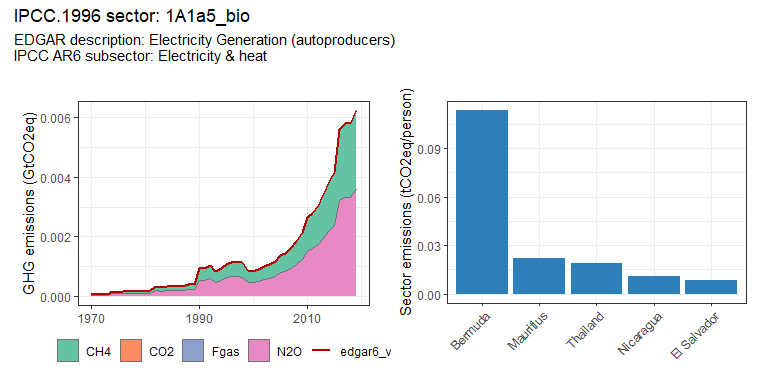 IPCC.1996 sector: 1A1a5_bio
EDGAR description: Electricity Generation (autoproducers)
IPCC AR6 subsector: Electricity & heat
GHG emissions (GtCO2eq)
0.006
0.004
0.002
0.000
1970
1990
2010
CH4
CO2
Fgas
N2O
edgar6_v
Sector emissions (tCO2eq/person)
0.09
0.06
0.03
0.00
Bermuda
Mauritius
Thailand
Nicaragua
El Salvador